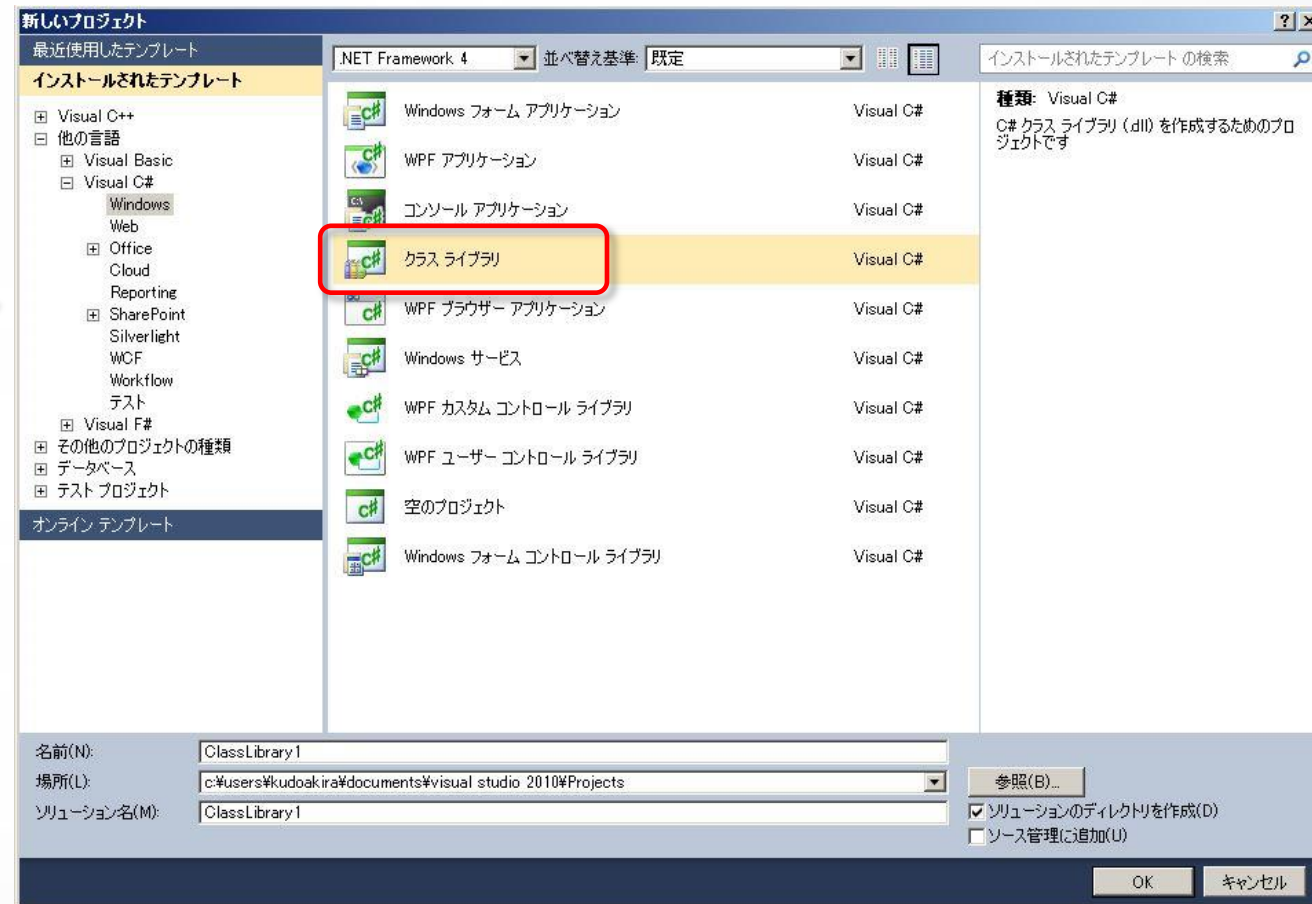 新しいプロジェクト
最近使用したテンプレート
インストールされたテンプレート
Visual C++
他の言語
Visual Basic
Visual C#
Windows
Web
Office
Cloud
Reporting
SharePoint
Silverlight
WCF
Workflow
テスト
Visual F#
その他のプロジェクトの種類
データベース
テスト プロジェクト
オンライン テンプレート
.NET Framework 4 並べ替え基準: 既定
Windows フォーム アプリケーション Visual C#
WPF アプリケーション Visual C#
コンソール アプリケーション Visual C#
クラス ライブラリ Visual C#
WPF ブラウザー アプリケーション Visual C#
Windows サービス Visual C#
WPF カスタム コントロール ライブラリ Visual C#
WPF ユーザー コントロール ライブラリ Visual C#
空のプロジェクト Visual C#
Windows フォーム コントロール ライブラリ Visual C#
インストールされたテンプレート の検索
種類: Visual C#
C# クラス ライブラリ (.dll) を作成するためのプロ
ジェクトです
名前(N): ClassLibrary1
場所(L): c:¥users¥kudoakira¥documents¥visual studio 2010¥Projects 参照(B)...
ソリューション名(M): ClassLibrary1 ソリューションのディレクトリを作成(D)
ソース管理に追加(U)
OK キャンセル